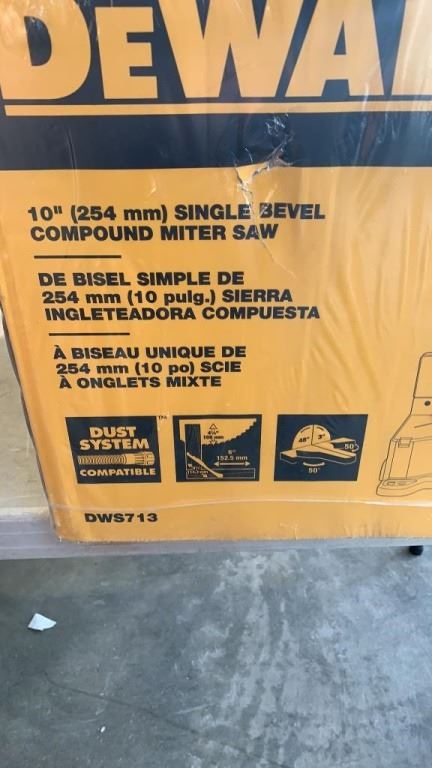 DEWA
10" (254 mm) SINGLE BEVEL
COMPOUND MITER SAW
DE BISEL SIMPLE DE
254 mm (10 pulg.) SIERRA
INGLETEADORA COMPUESTA
À BISEAU UNIQUE DE
254 mm (10 po) SCIE
À ONGLETS MIXTE
DUST
SYSTEM
COMPATIBLE
6"
152.5 mm
48° 3°
50°
50°
DWS713